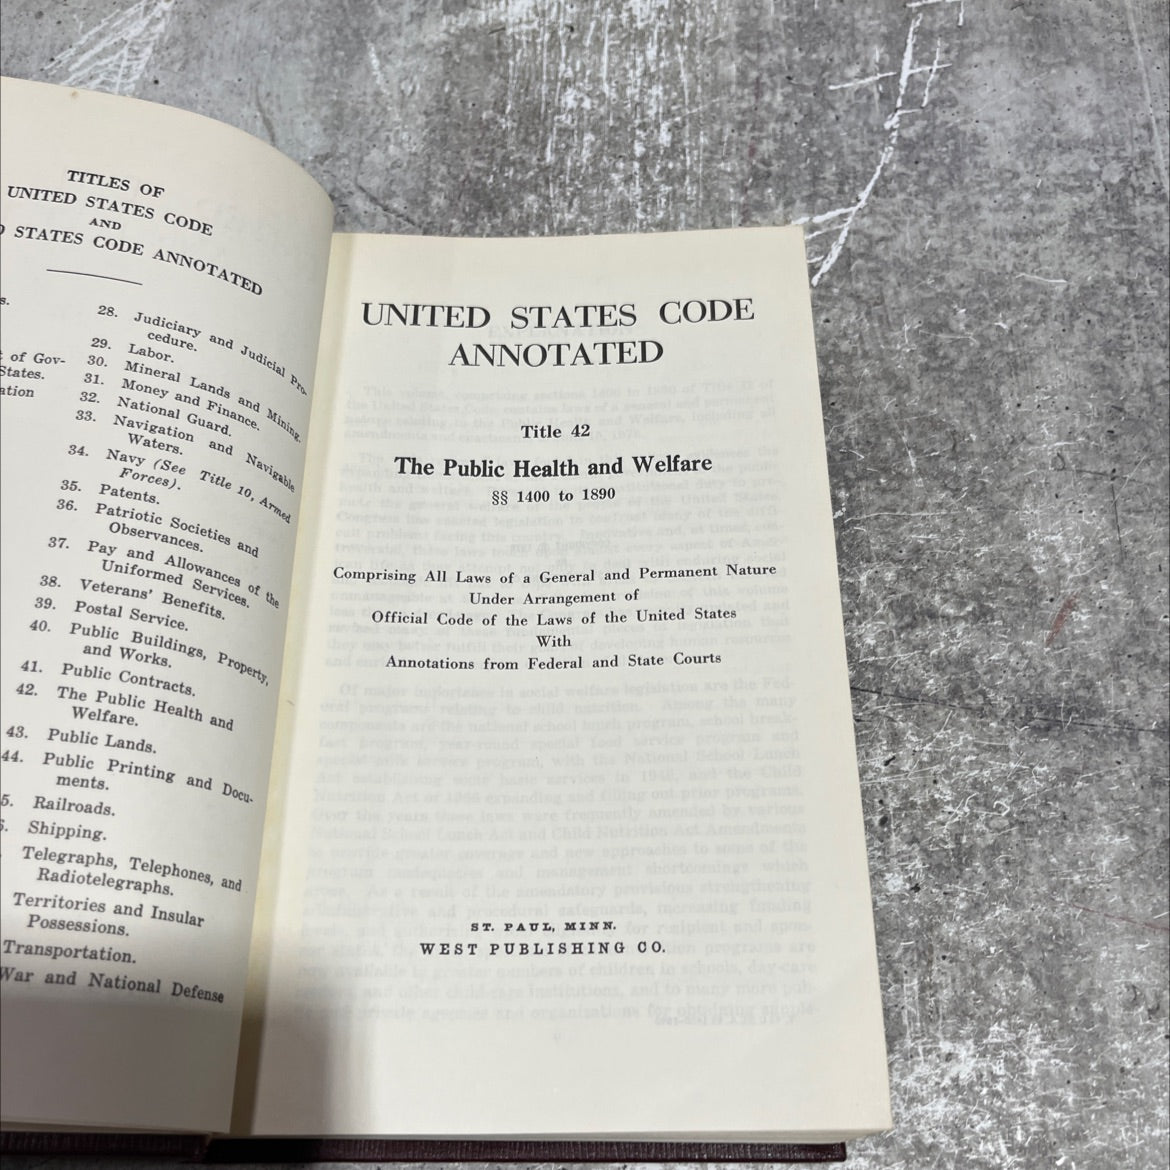 TITLES OF
UNITED STATES CODE
AND
STATES CODE ANNOTATED
s.
of Gov-
States.
ation
28. Judiciary and Judicial Pro-
cedure.
29. Labor.
30. Mineral Lands and Mining.
31. Money and Finance.
32. National Guard.
33. Navigation and Navigable
Waters.
34. Navy (See Title 10, Armed
Forces).
35. Patents.
36. Patriotic Societies and
Observances.
37. Pay and Allowances of the
Uniformed Services.
38. Veterans' Benefits.
39. Postal Service.
40. Public Buildings, Property,
and Works.
41. Public Contracts.
42. The Public Health and
Welfare.
43. Public Lands.
44. Public Printing and Docu-
ments.
5. Railroads.
Shipping.
Telegraphs, Telephones, and
Radiotelegraphs.
Territories and Insular
Possessions.
Transportation.
War and National Defense
UNITED STATES CODE
ANNOTATED
Title 42
The Public Health and Welfare
§§ 1400 to 1890
Comprising All Laws of a General and Permanent Nature
Under Arrangement of
Official Code of the Laws of the United States
With
Annotations from Federal and State Courts
ST. PAUL, MINN.
WEST PUBLISHING CO.